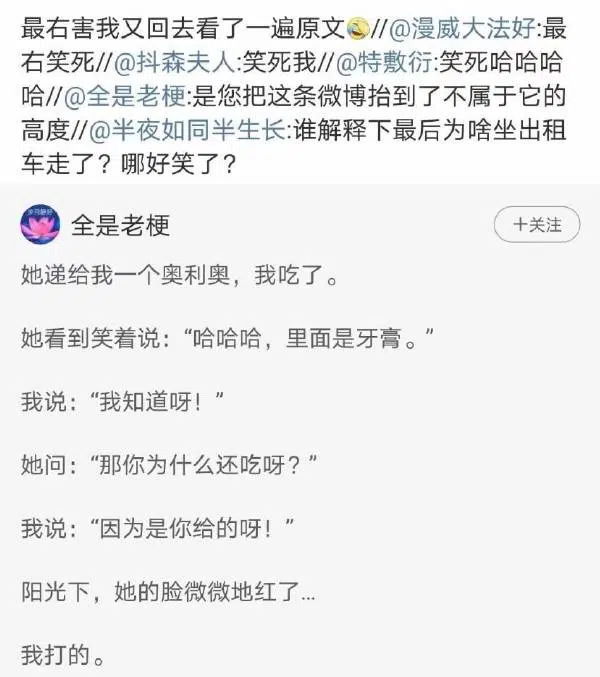 最右害我又回去看了一遍原文//@漫威大法好:最
右笑死//@抖森夫人:笑死我//@特敷衍:笑死哈哈哈
哈//@全是老梗:是您把这条微博抬到了不属于它的
高度//@半夜如同半生长:谁解释下最后为啥坐出租
车走了？哪好笑了？
全是老梗
十关注
她递给我一个奥利奥，我吃了。
她看到笑着说：“哈哈哈，里面是牙膏。”
我说：“我知道呀！”
她问：“那你为什么还吃呀？”
我说：“因为是你给的呀！”
阳光下，她的脸微微地红了...
我打的。